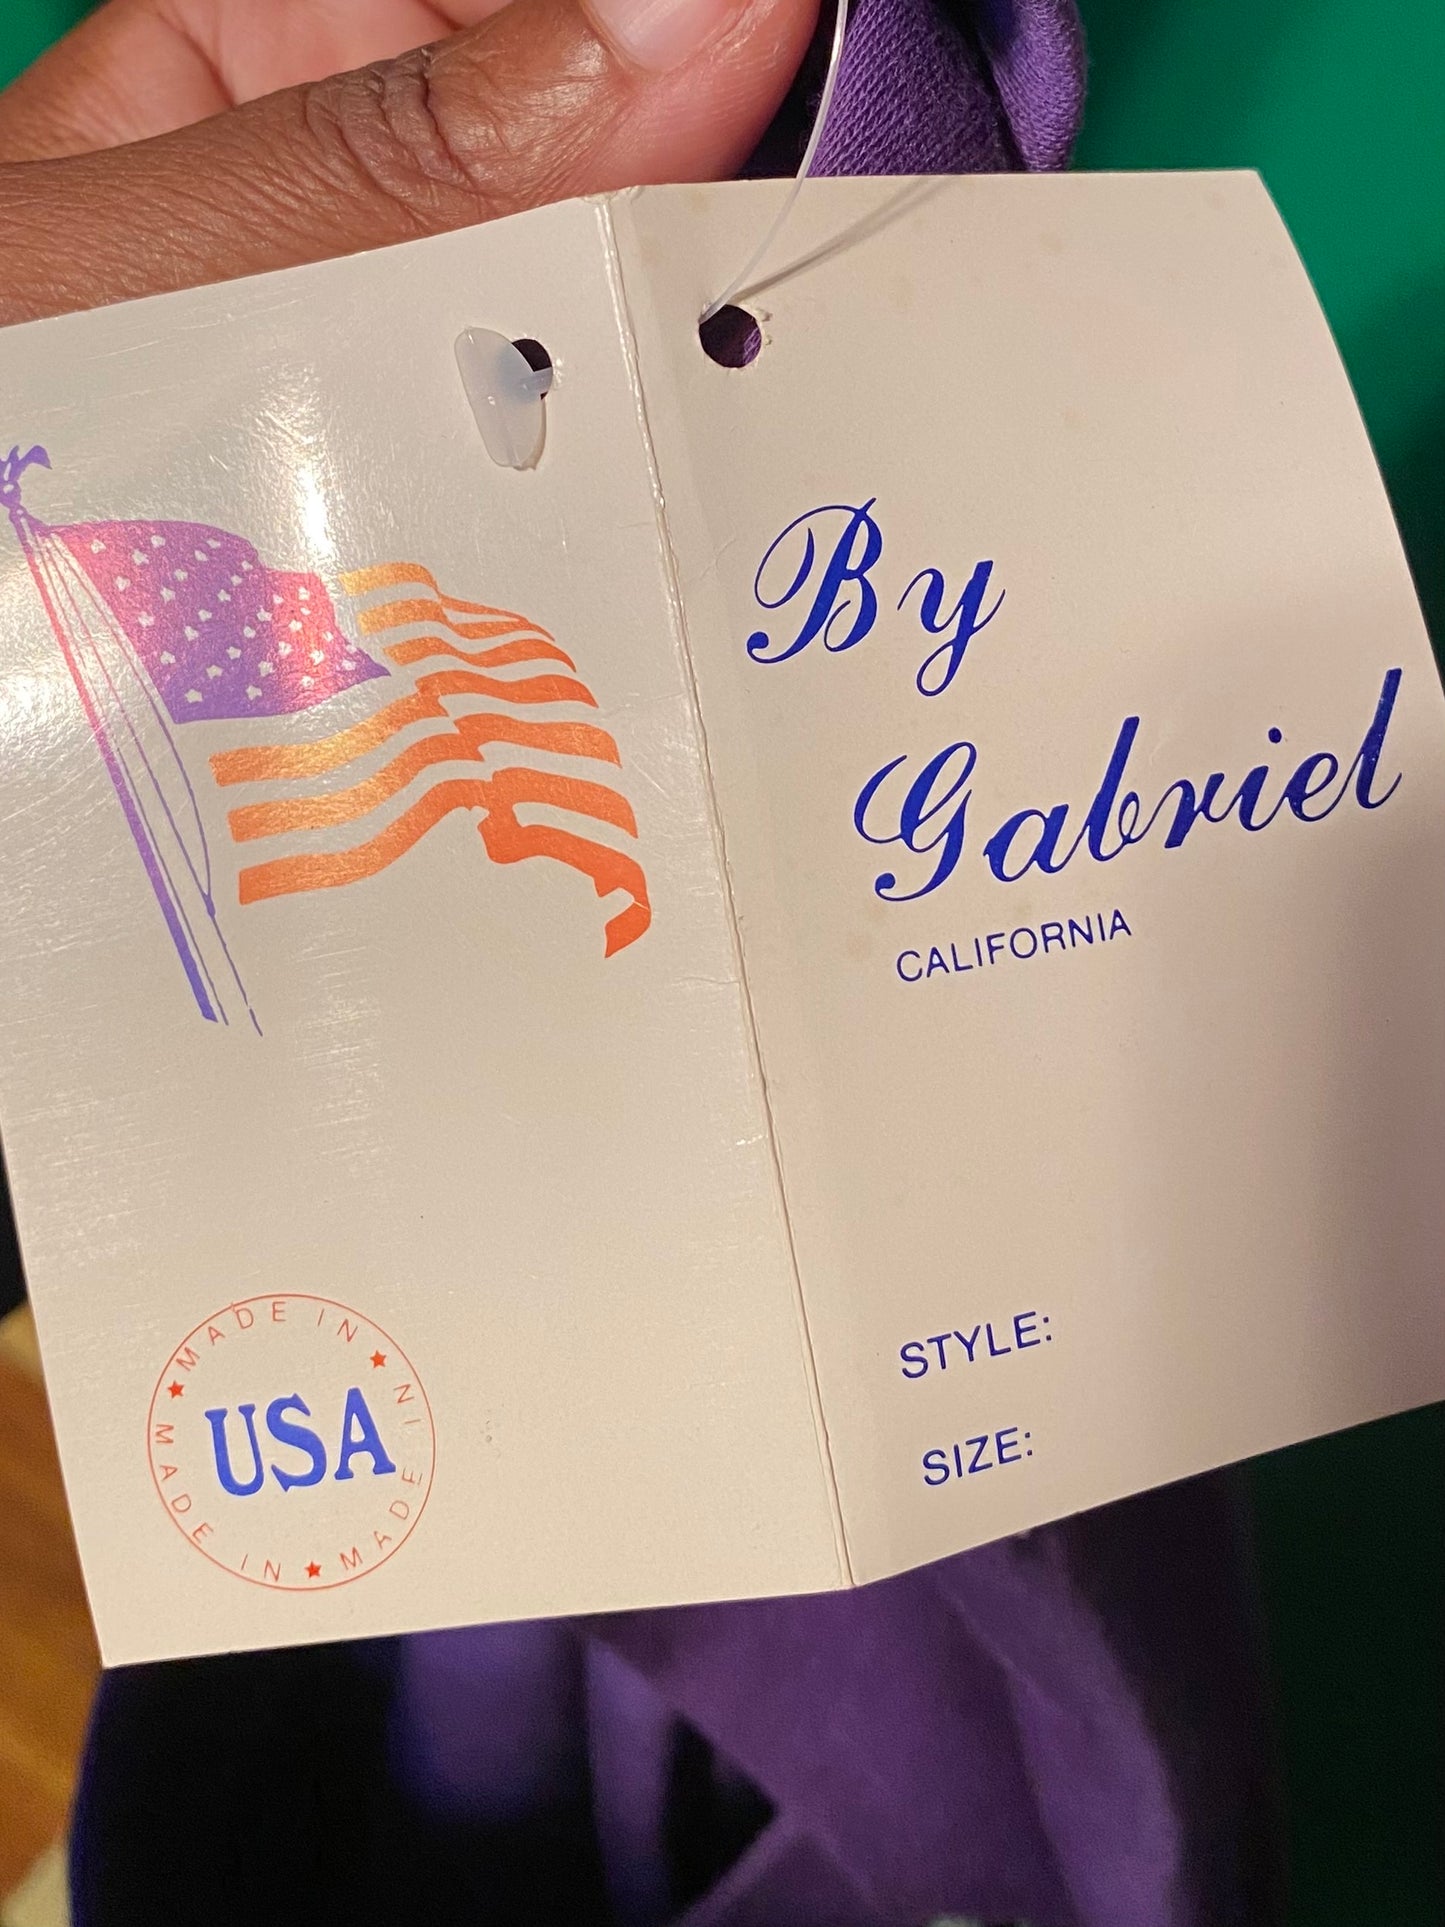 By
Gabriel
CALIFORNIA
STYLE:
SIZE:
MADE IN ★ MADE IN ★ MADE IN ★
USA